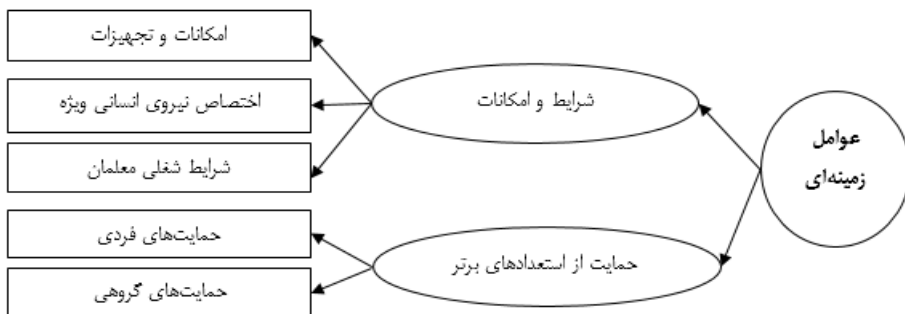 عوامل
زمینه‌ای
شرایط و امکانات
امکانات و تجهیزات
اختصاص نیروی انسانی ویژه
شرایط شغلی معلمان
حمایت از استعدادهای برتر
حمایت‌های فردی
حمایت‌های گروهی